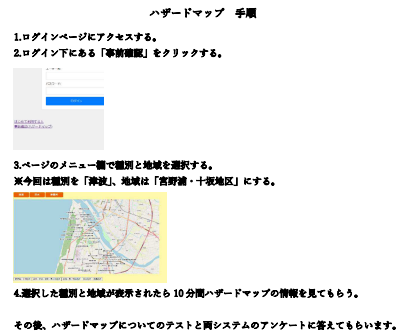 ハザードマップ　手順
1.ログインページにアクセスする。
2.ログイン下にある「事前確認」をクリックする。
ログイン
3.ページのメニュー欄で種別と地域を選択する。
※今回は種別を「津波」、地域は「宮野浦・十坂地区」にする。
4.選択した種別と地域が表示されたら 10 分間ハザードマップの情報を見てもらう。
その後、ハザードマップについてのテストと両システムのアンケートに答えてもらいます。